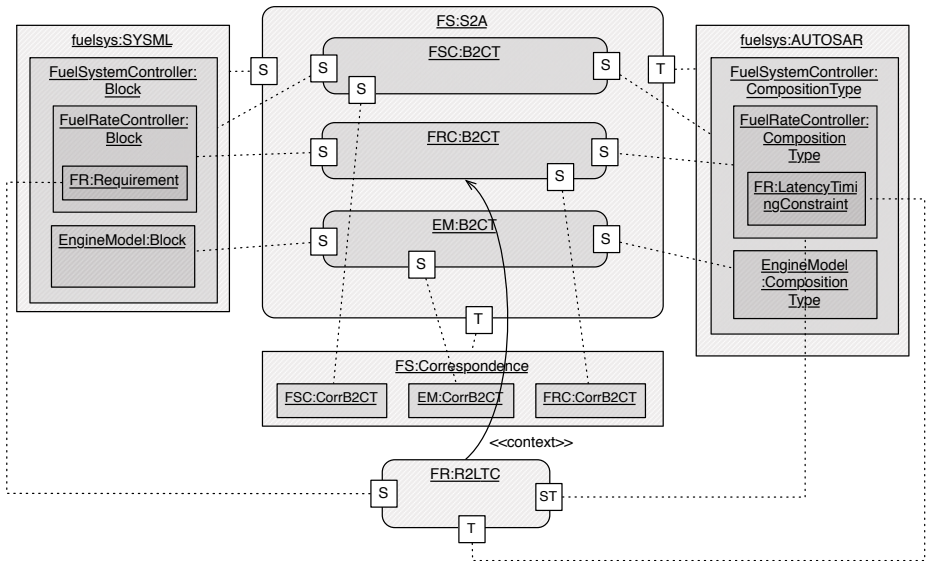 fuelsys:SYSML
FuelSystemController:
Block
FuelRateController:
Block
FR:Requirement
EngineModel:Block
FS:S2A
S
T
FSC:B2CT
S
S
S
FRC:B2CT
S
S
S
EM:B2CT
S
S
S
T
fuelsys:AUTOSAR
FuelSystemController:
CompositionType
FuelRateController:
Composition
Type
FR:LatencyTimi
ngConstraint
EngineModel
:Composition
Type
FS:Correspondence
FSC:CorrB2CT
EM:CorrB2CT
FRC:CorrB2CT
<<context>>
FR:R2LTC
S
ST
T